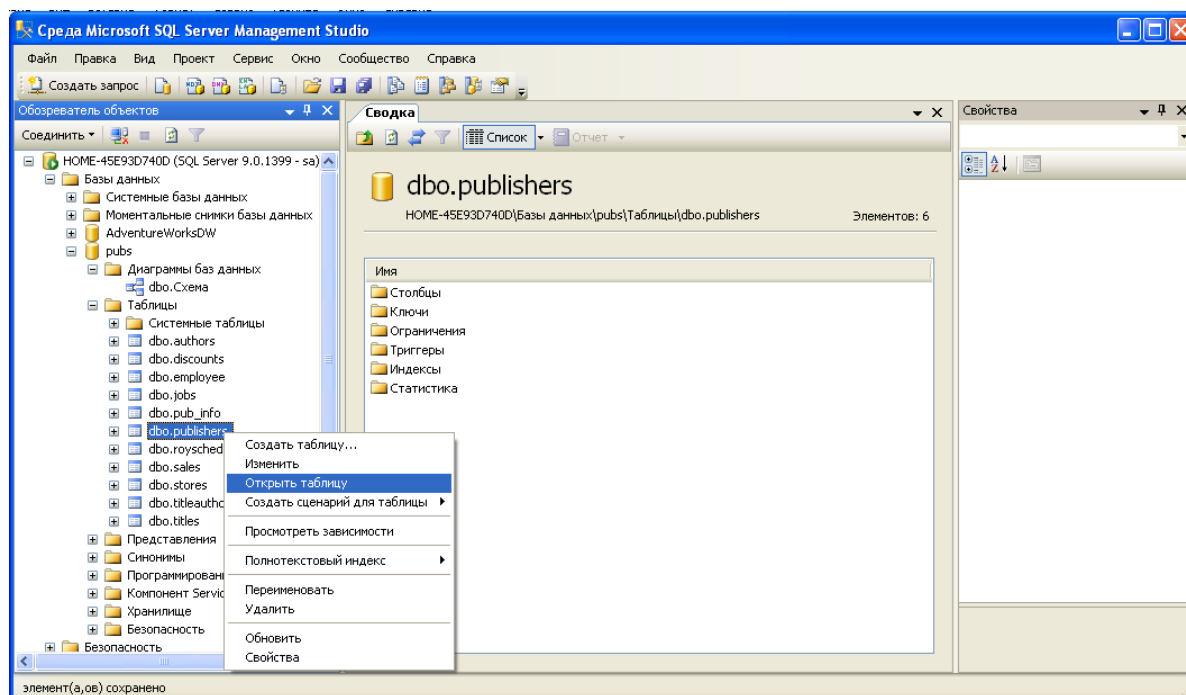 Среда Microsoft SQL Server Management Studio
Файл Правка Вид Проект Сервис Окно Сообщество Справка
Создать запрос
Обозреватель объектов
Соединить
HOME-45E93D740D (SQL Server 9.0.1399 - sa)
Базы данных
Системные базы данных
Моментальные снимки базы данных
AdventureWorksDW
pubs
Диаграммы баз данных
dbo.Схема
Таблицы
Системные таблицы
dbo.authors
dbo.discounts
dbo.employee
dbo.jobs
dbo.pub_info
dbo.publishers
dbo.roysched
dbo.sales
dbo.stores
dbo.titleautho
dbo.titles
Представления
Синонимы
Программировани
Компонент Servic
Хранилище
Безопасность
Безопасность
Создать таблицу...
Изменить
Открыть таблицу
Создать сценарий для таблицы
Просмотреть зависимости
Полнотекстовый индекс
Переименовать
Удалить
Обновить
Свойства
Сводка
Список Отчет
dbo.publishers
HOME-45E93D740D\Базы данных\pubs\Таблицы\dbo.publishers Элементов: 6
Имя
Столбцы
Ключи
Ограничения
Триггеры
Индексы
Статистика
Свойства
элемент(а,ов) сохранено